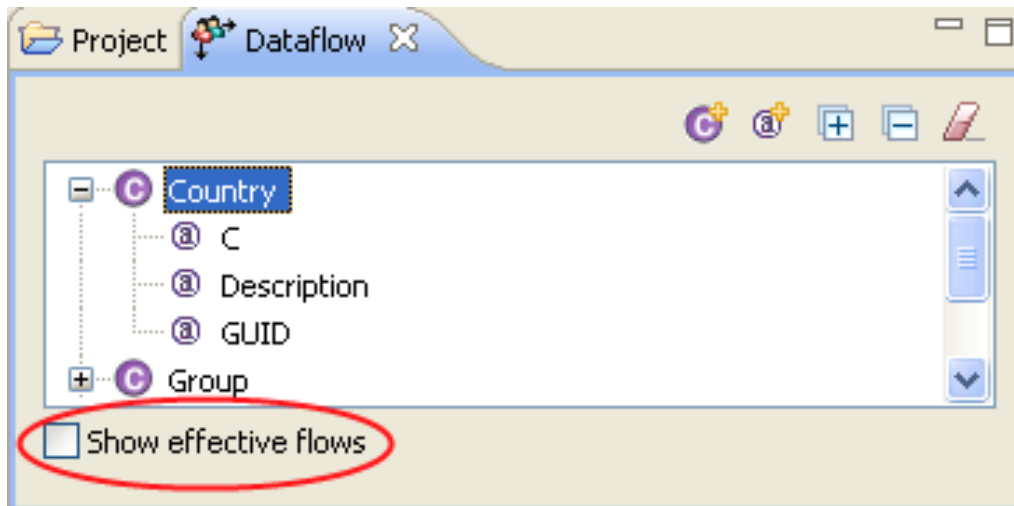 Project Dataflow
Country
C
Description
GUID
Group
Show effective flows